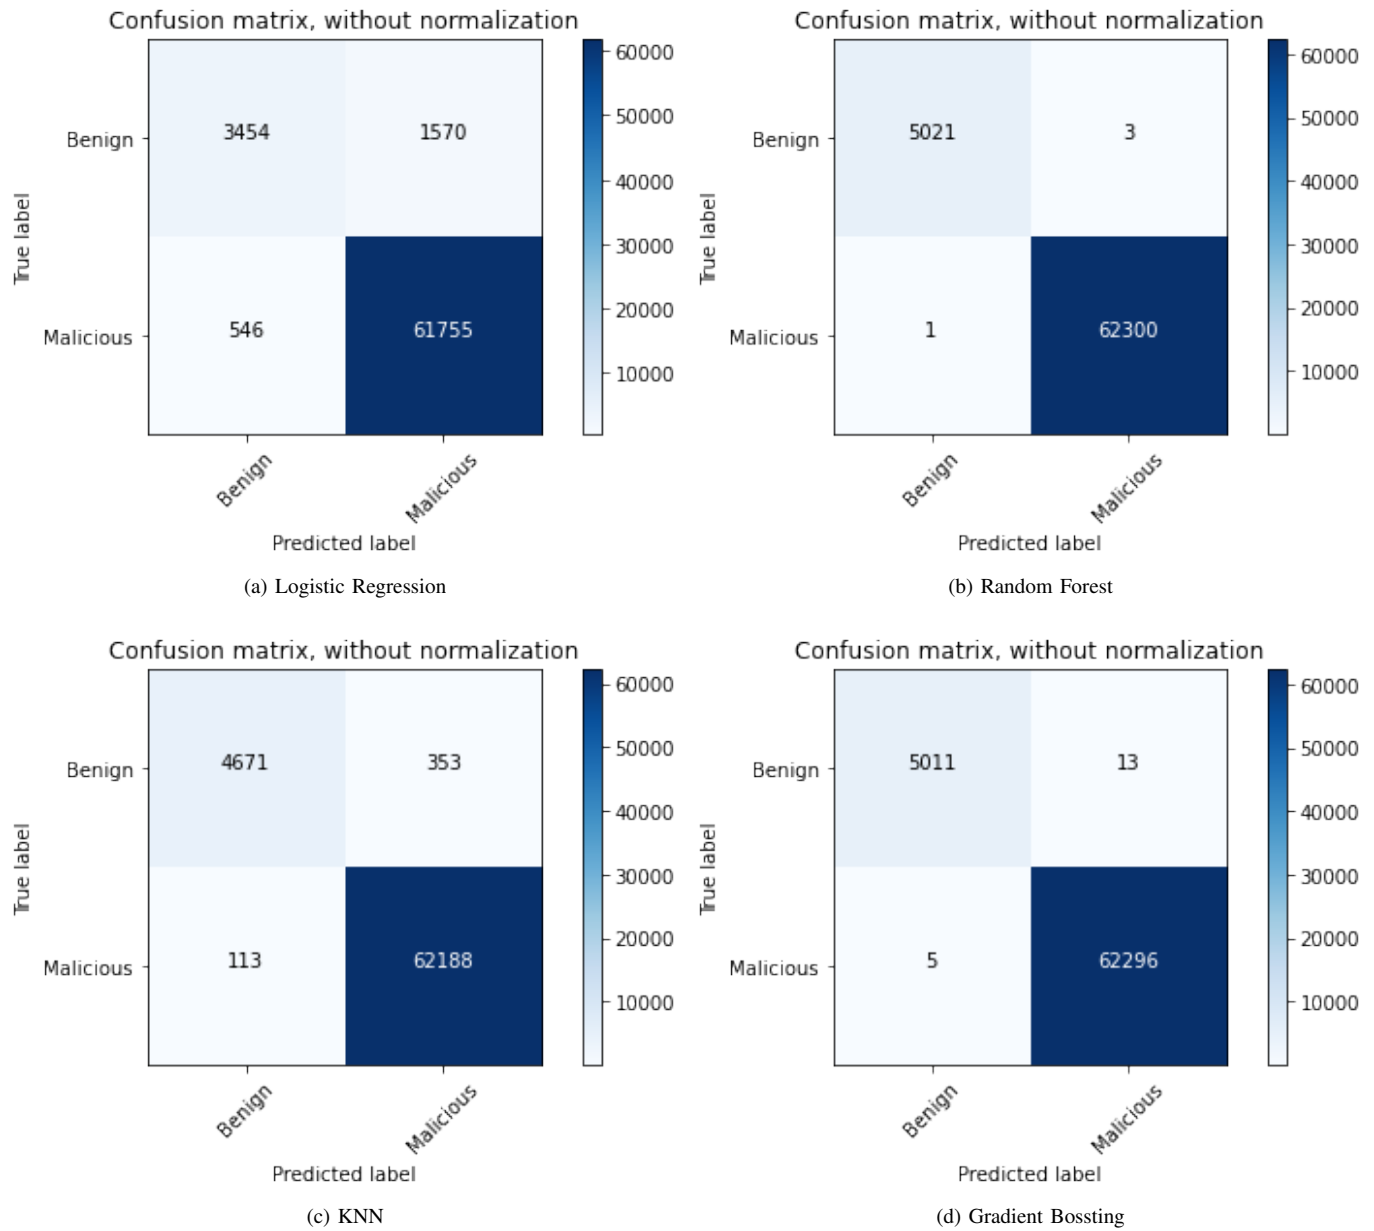 Confusion matrix, without normalization
60000
50000
40000
30000
20000
10000
True label
Benign
Malicious
3454 1570
546 61755
Benign
Malicious
Predicted label
(a) Logistic Regression
Confusion matrix, without normalization
60000
50000
40000
30000
20000
10000
True label
Benign
Malicious
5021 3
1 62300
Benign
Malicious
Predicted label
(b) Random Forest
Confusion matrix, without normalization
60000
50000
40000
30000
20000
10000
True label
Benign
Malicious
4671 353
113 62188
Benign
Malicious
Predicted label
(c) KNN
Confusion matrix, without normalization
60000
50000
40000
30000
20000
10000
True label
Benign
Malicious
5011 13
5 62296
Benign
Malicious
Predicted label
(d) Gradient Bossting